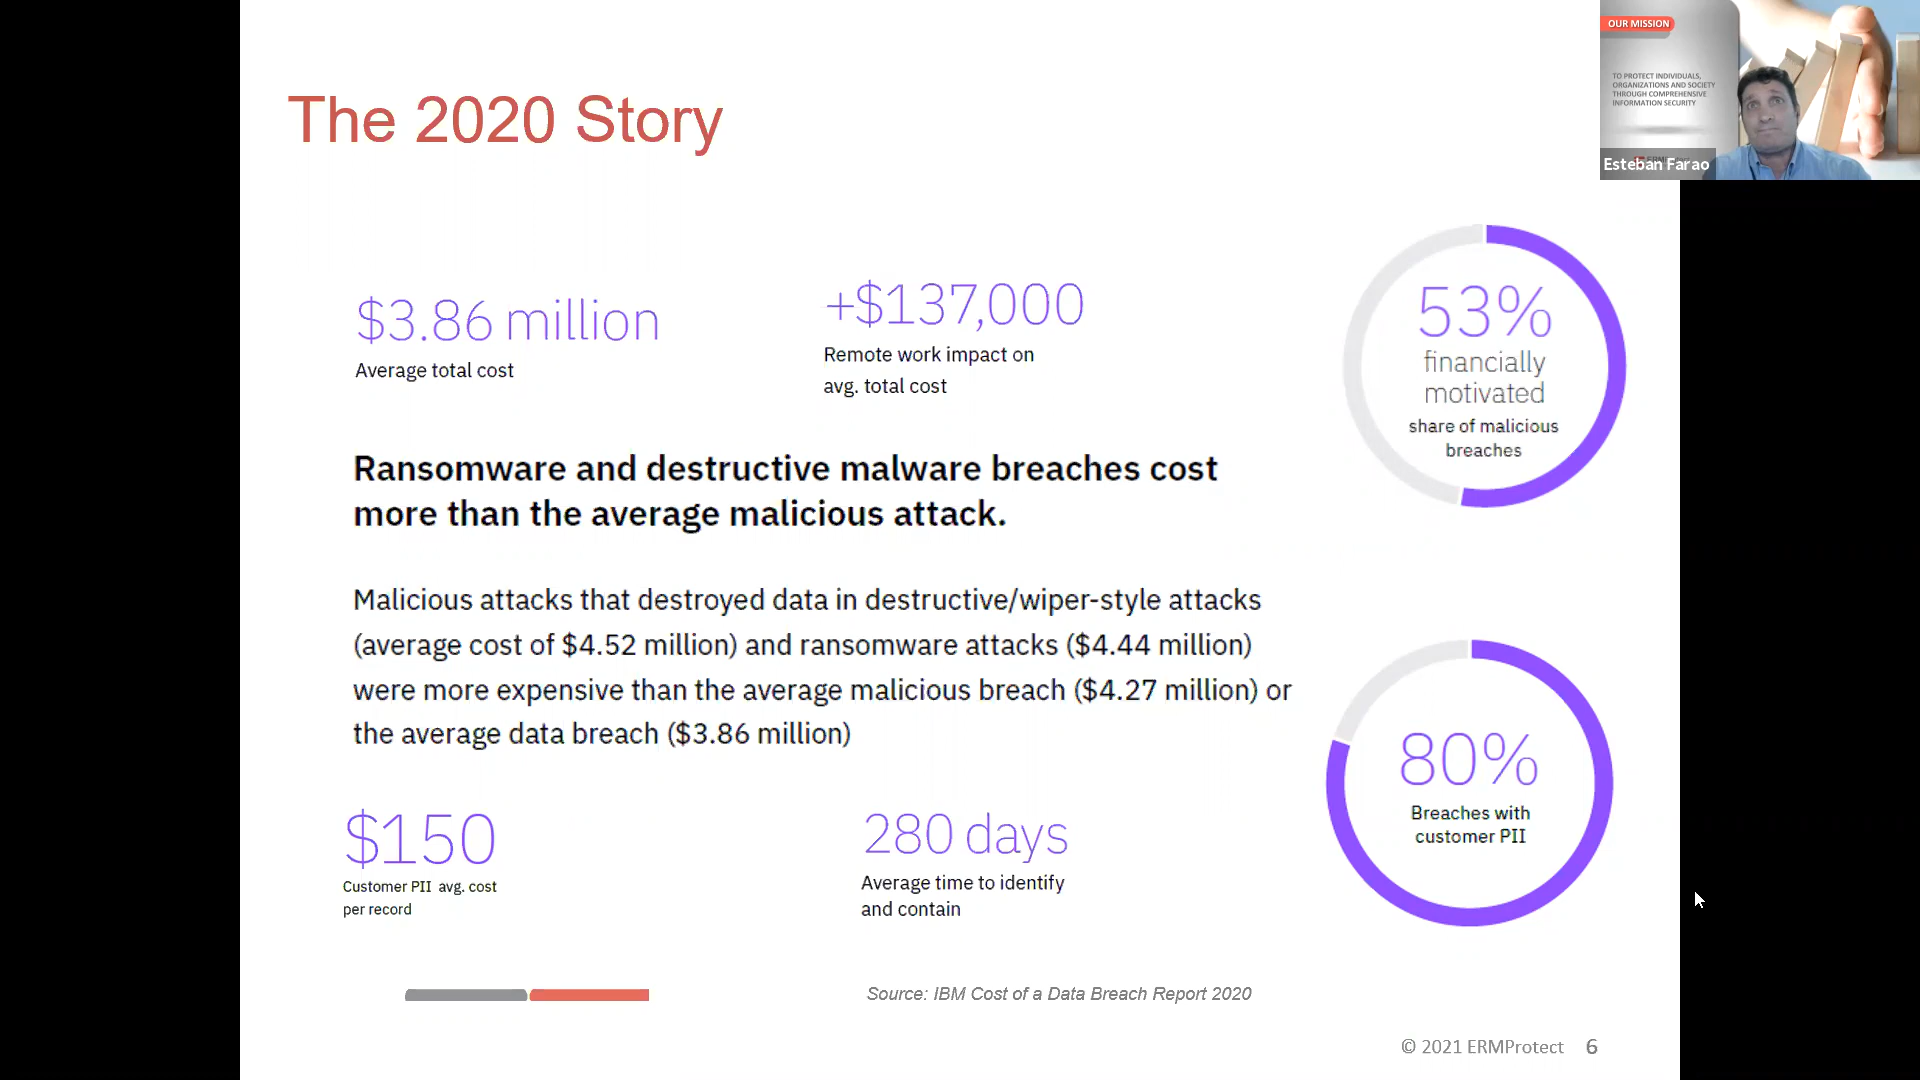 The 2020 Story
OUR MISSION
TO PROTECT INDIVIDUALS,
ORGANIZATIONS AND SOCIETY
THROUGH COMPREHENSIVE
INFORMATION SECURITY
Esteban Farao
$3.86 million
Average total cost
+$137,000
Remote work impact on
avg. total cost
53%
financially
motivated
share of malicious
breaches
Ransomware and destructive malware breaches cost
more than the average malicious attack.
Malicious attacks that destroyed data in destructive/wiper-style attacks
(average cost of $4.52 million) and ransomware attacks ($4.44 million)
were more expensive than the average malicious breach ($4.27 million) or
the average data breach ($3.86 million)
80%
Breaches with
customer PII
$150
Customer PII avg. cost
per record
280 days
Average time to identify
and contain
Source: IBM Cost of a Data Breach Report 2020
© 2021 ERMProtect 6